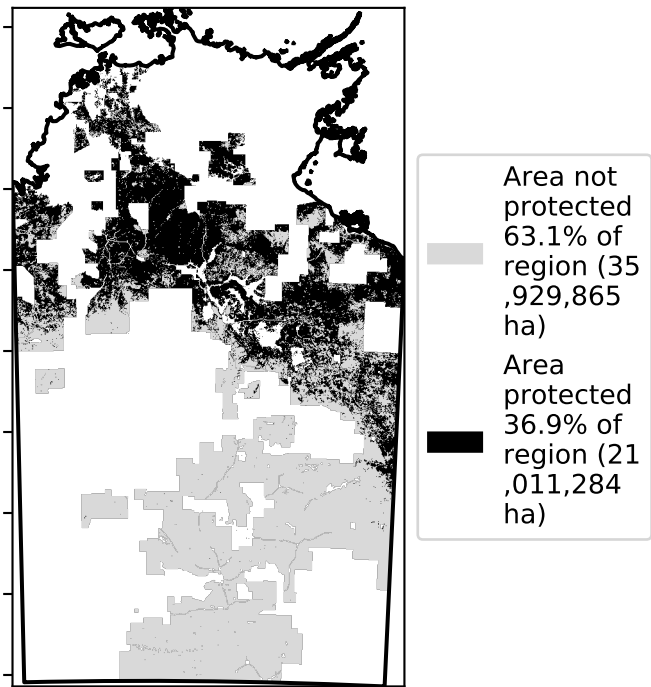 Area not
protected
63.1% of
region (35
,929,865
ha)
Area
protected
36.9% of
region (21
,011,284
ha)